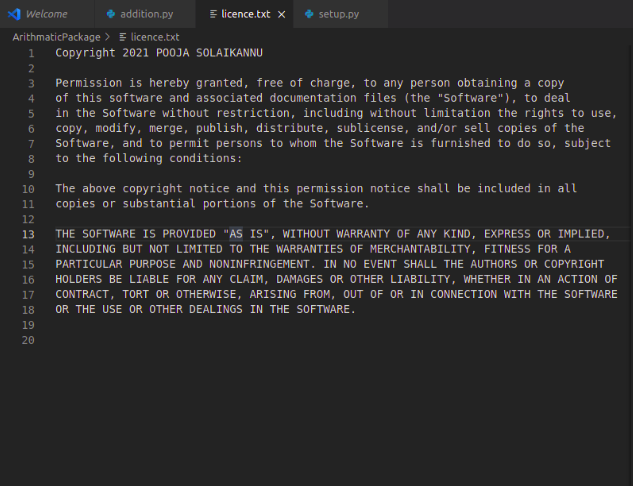 Welcome addition.py licence.txt setup.py
ArithmaticPackage > licence.txt
1 Copyright 2021 POOJA SOLAIKANNU
2
3 Permission is hereby granted, free of charge, to any person obtaining a copy
4 of this software and associated documentation files (the "Software"), to deal
5 in the Software without restriction, including without limitation the rights to use,
6 copy, modify, merge, publish, distribute, sublicense, and/or sell copies of the
7 Software, and to permit persons to whom the Software is furnished to do so, subject
8 to the following conditions:
9
10 The above copyright notice and this permission notice shall be included in all
11 copies or substantial portions of the Software.
12
13 THE SOFTWARE IS PROVIDED "AS IS", WITHOUT WARRANTY OF ANY KIND, EXPRESS OR IMPLIED,
14 INCLUDING BUT NOT LIMITED TO THE WARRANTIES OF MERCHANTABILITY, FITNESS FOR A
15 PARTICULAR PURPOSE AND NONINFRINGEMENT. IN NO EVENT SHALL THE AUTHORS OR COPYRIGHT
16 HOLDERS BE LIABLE FOR ANY CLAIM, DAMAGES OR OTHER LIABILITY, WHETHER IN AN ACTION OF
17 CONTRACT, TORT OR OTHERWISE, ARISING FROM, OUT OF OR IN CONNECTION WITH THE SOFTWARE
18 OR THE USE OR OTHER DEALINGS IN THE SOFTWARE.
19
20